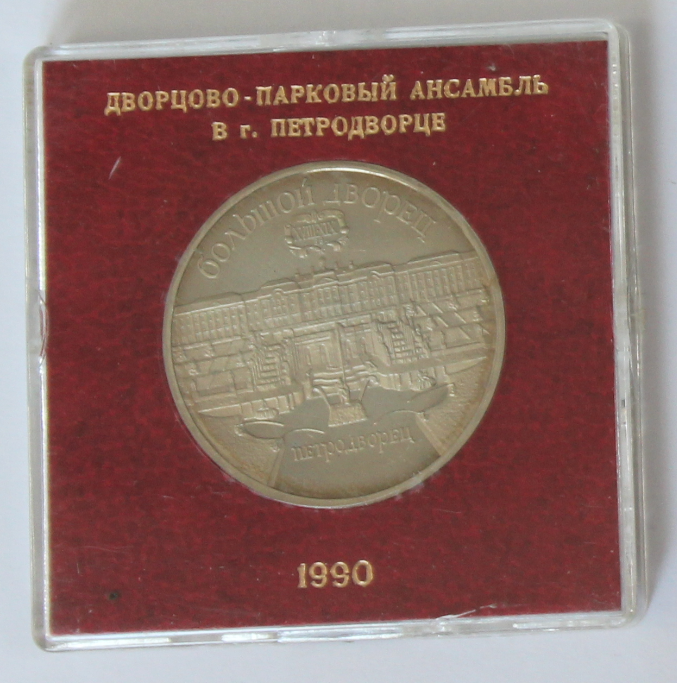 ДВОРЦОВО-ПАРКОВЫЙ АНСАМБЛЬ
В г. ПЕТРОДВОРЦЕ
БОЛЬШОЙ ДВОРЕЦ
ПЕТРОДВОРЕЦ
1990